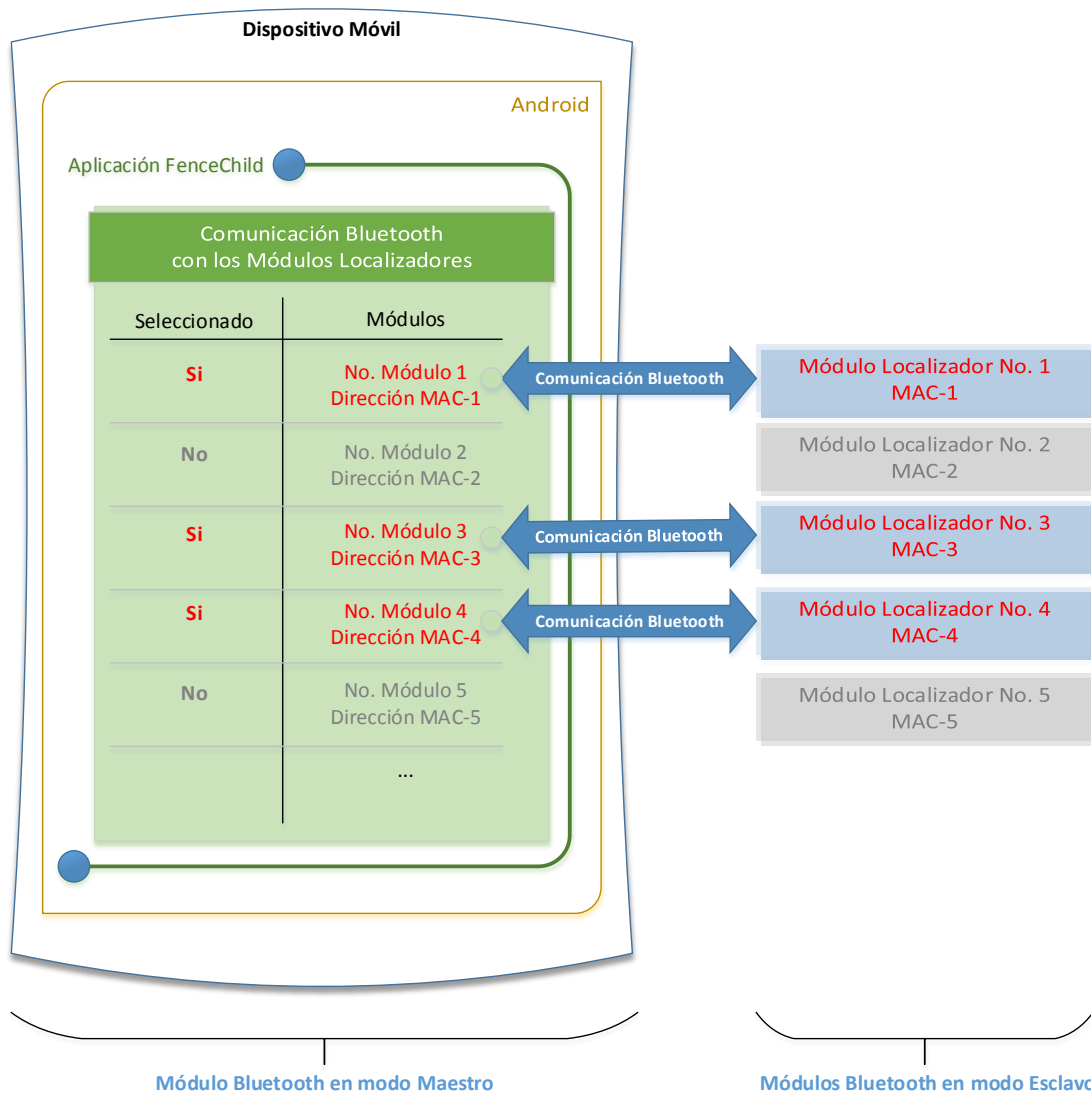 Dispositivo Móvil
Android
Aplicación FenceChild
Comunicación Bluetooth
con los Módulos Localizadores
Seleccionado Módulos
Si No. Módulo 1
Dirección MAC-1
Comunicación Bluetooth
Módulo Localizador No. 1
MAC-1
No No. Módulo 2
Dirección MAC-2
Módulo Localizador No. 2
MAC-2
Si No. Módulo 3
Dirección MAC-3
Comunicación Bluetooth
Módulo Localizador No. 3
MAC-3
Si No. Módulo 4
Dirección MAC-4
Comunicación Bluetooth
Módulo Localizador No. 4
MAC-4
No No. Módulo 5
Dirección MAC-5
Módulo Localizador No. 5
MAC-5
...
Módulo Bluetooth en modo Maestro
Módulos Bluetooth en modo Esclavo